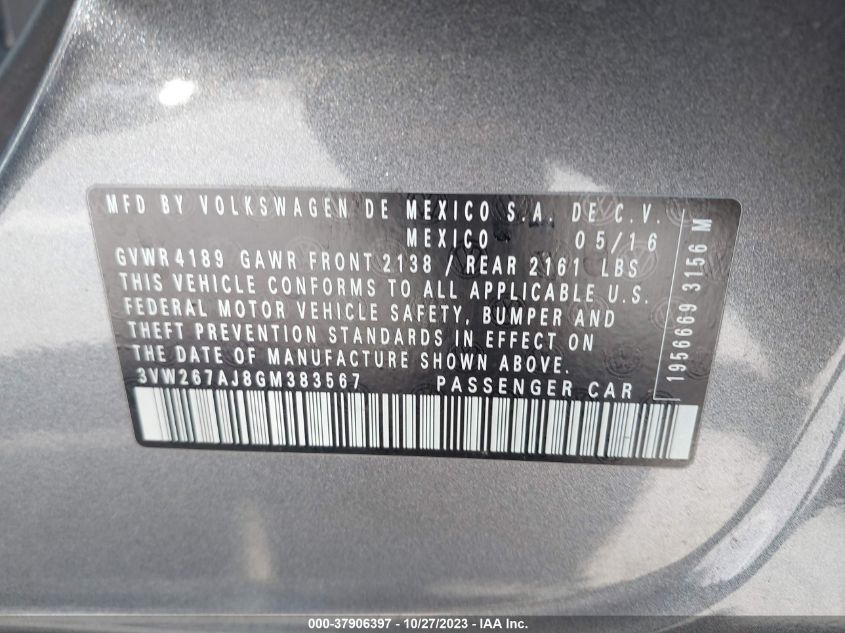 MFD BY VOLKSWAGEN DE MEXICO S.A. DE C.V.
MEXICO 05/16
GVWR 4189 GAWR FRONT 2138 / REAR 2161 LBS
THIS VEHICLE CONFORMS TO ALL APPLICABLE U.S.
FEDERAL MOTOR VEHICLE SAFETY, BUMPER AND
THEFT PREVENTION STANDARDS IN EFFECT ON
THE DATE OF MANUFACTURE SHOWN ABOVE.
3VW267AJ8GM383567 PASSENGER CAR
1956669 3156 M
000-37906397 - 10/27/2023 - IAA Inc.